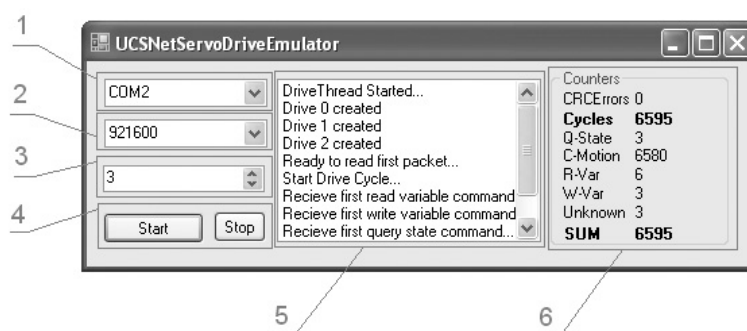 1
UCSNetServoDriveEmulator
COM2
2
921600
3
3
4
Start Stop
DriveThread Started...
Drive 0 created
Drive 1 created
Drive 2 created
Ready to read first packet...
Start Drive Cycle...
Recieve first read variable command
Recieve first write variable command
Recieve first query state command...
Counters
CRCErrors 0
Cycles 6595
Q-State 3
C-Motion 6580
R-Var 6
W-Var 3
Unknown 3
SUM 6595
5
6